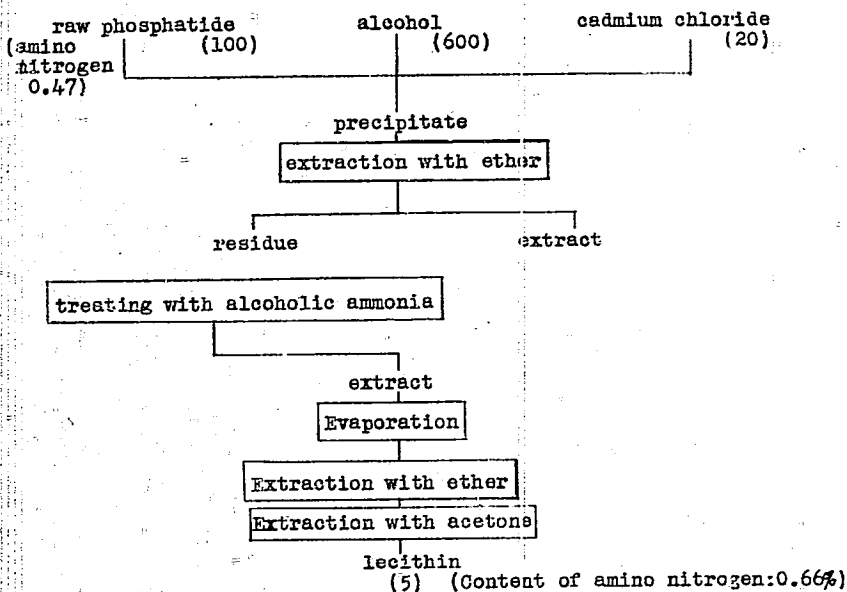 raw phosphatide alcohol cadmium chloride
(amino (100) (600) (20)
nitrogen
0.47)
precipitate
extraction with ether
residue extract
treating with alcoholic ammonia
extract
Evaporation
Extraction with ether
Extraction with acetone
lecithin
(5) (Content of amino nitrogen:0.66%)